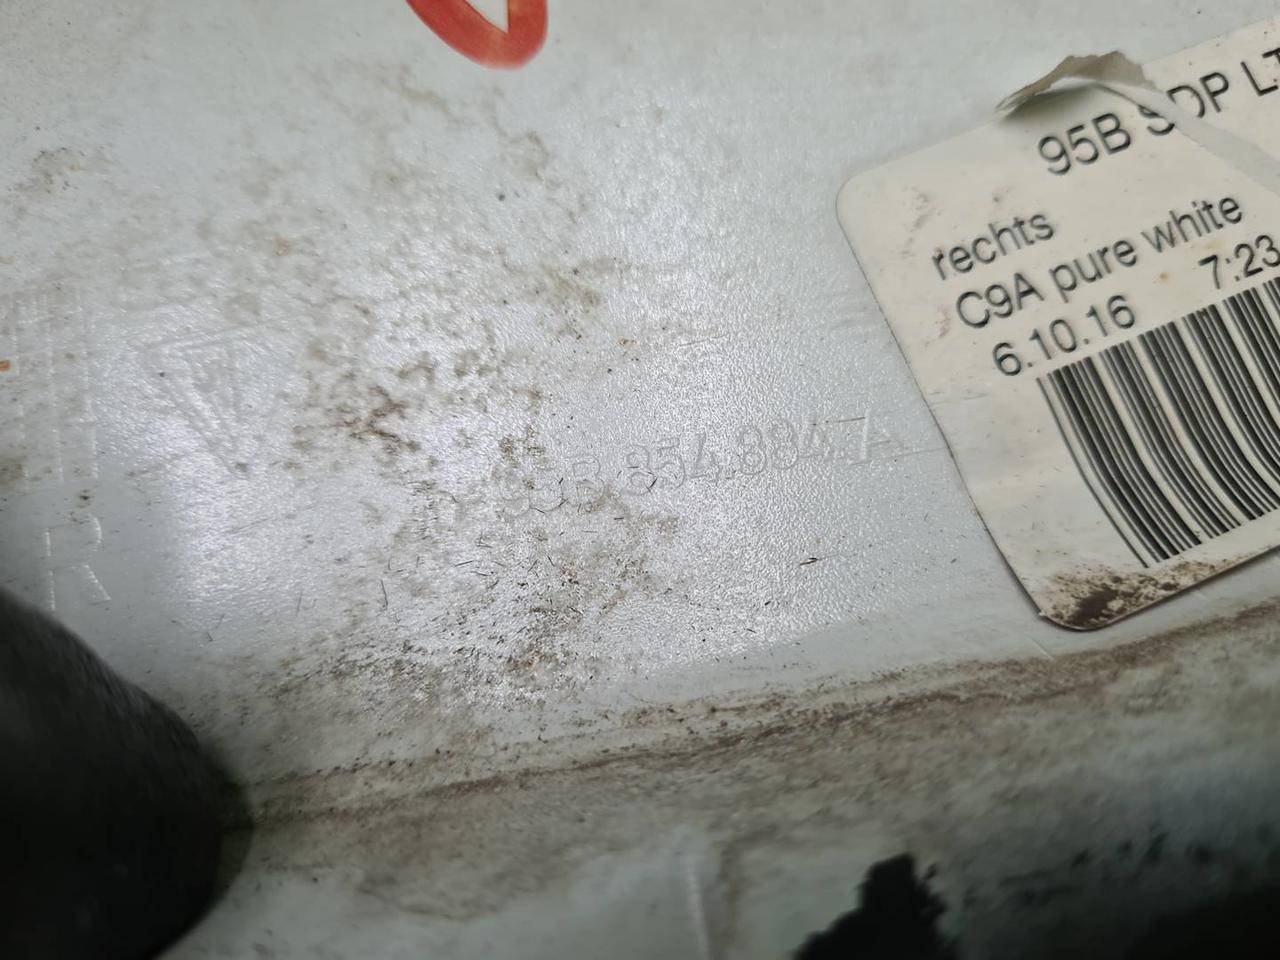 95B SDP LT
rechts
C9A pure white
6.10.16 7:23
95B.854.884.A
R